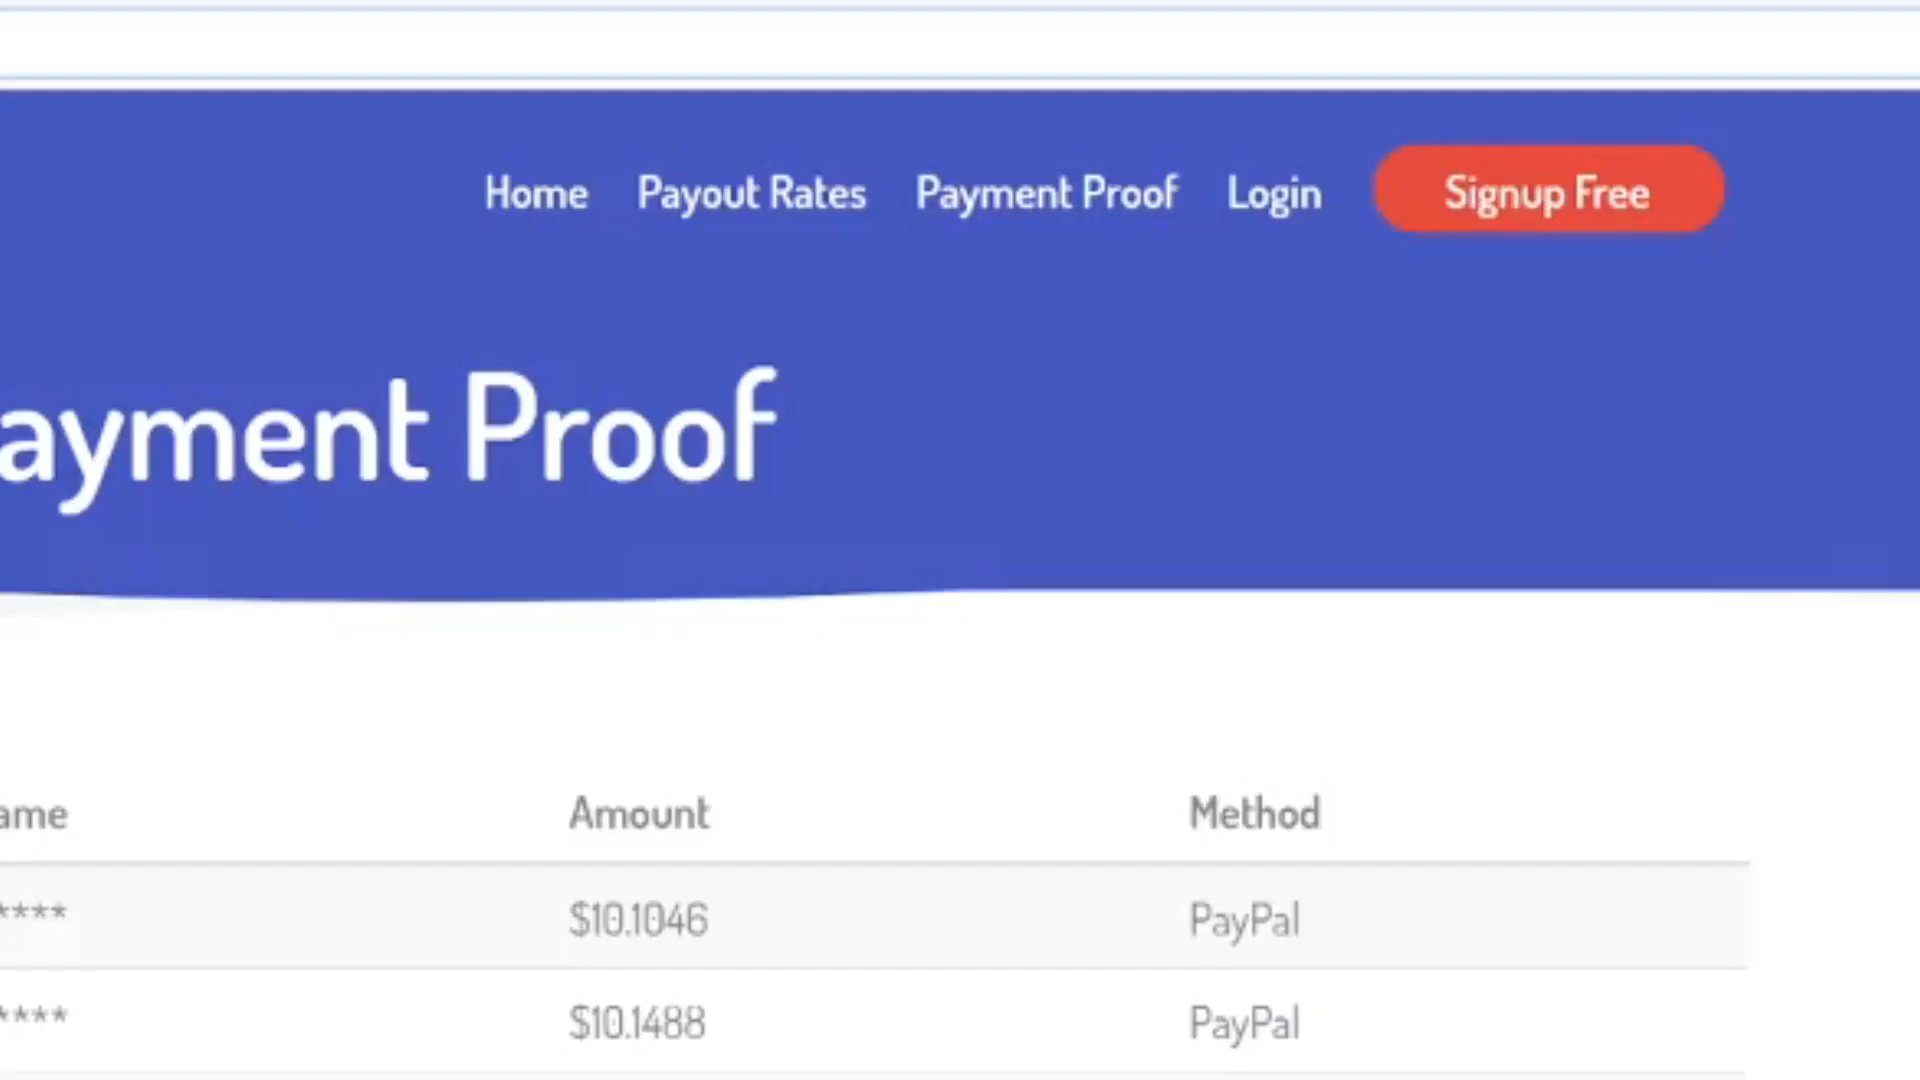 Home Payout Rates Payment Proof Login Signup Free
ayment Proof
ame Amount Method
**** $10.1046 PayPal
**** $10.1488 PayPal